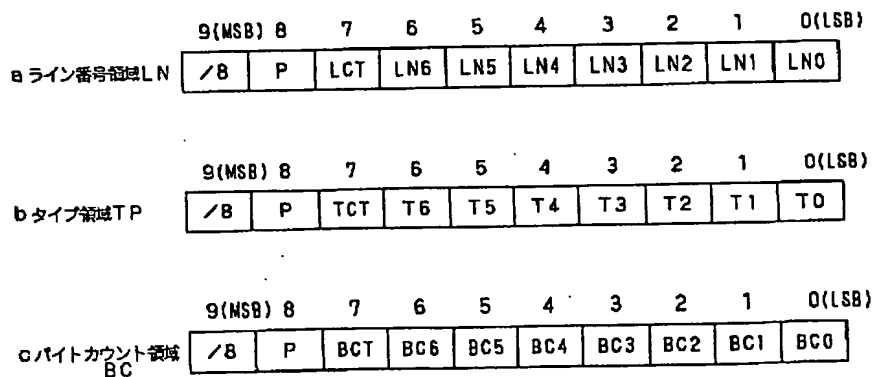 9(MSB) 8 7 6 5 4 3 2 1 0(LSB)
a ライン番号領域LN /8 P LCT LN6 LN5 LN4 LN3 LN2 LN1 LN0
9(MSB) 8 7 6 5 4 3 2 1 0(LSB)
b タイプ領域TP /8 P TCT T6 T5 T4 T3 T2 T1 T0
9(MSB) 8 7 6 5 4 3 2 1 0(LSB)
c バイトカウント領域 /8 P BCT BC6 BC5 BC4 BC3 BC2 BC1 BC0
BC